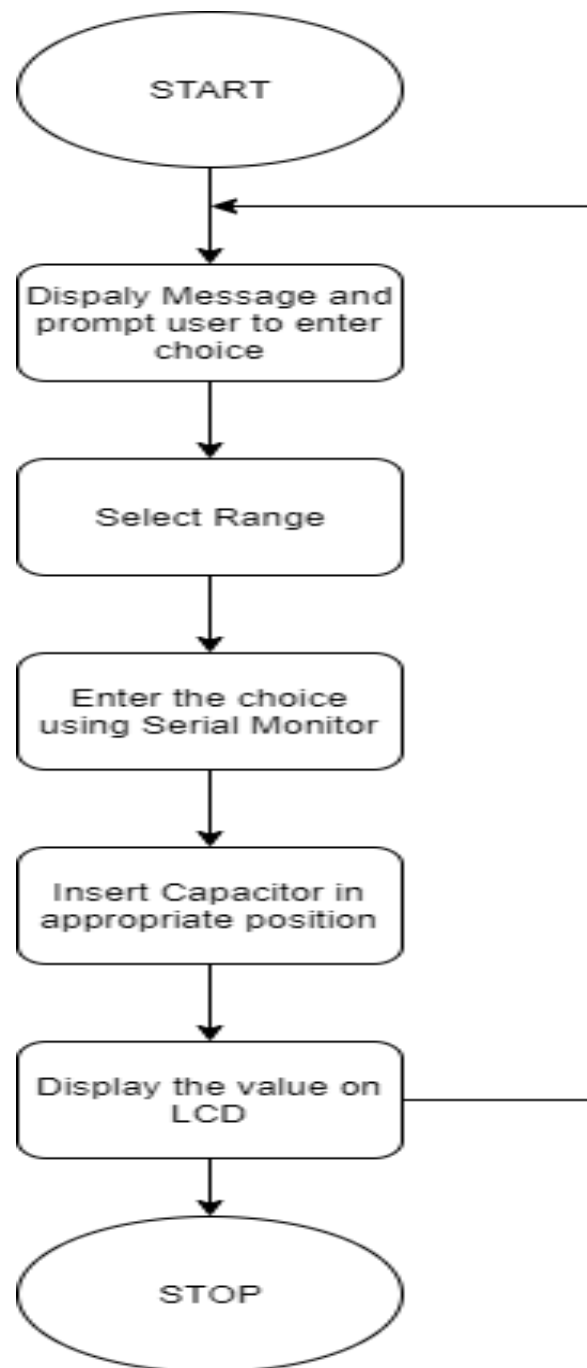 START
Dispaly Message and
prompt user to enter
choice
Select Range
Enter the choice
using Serial Monitor
Insert Capacitor in
appropriate position
Display the value on
LCD
STOP